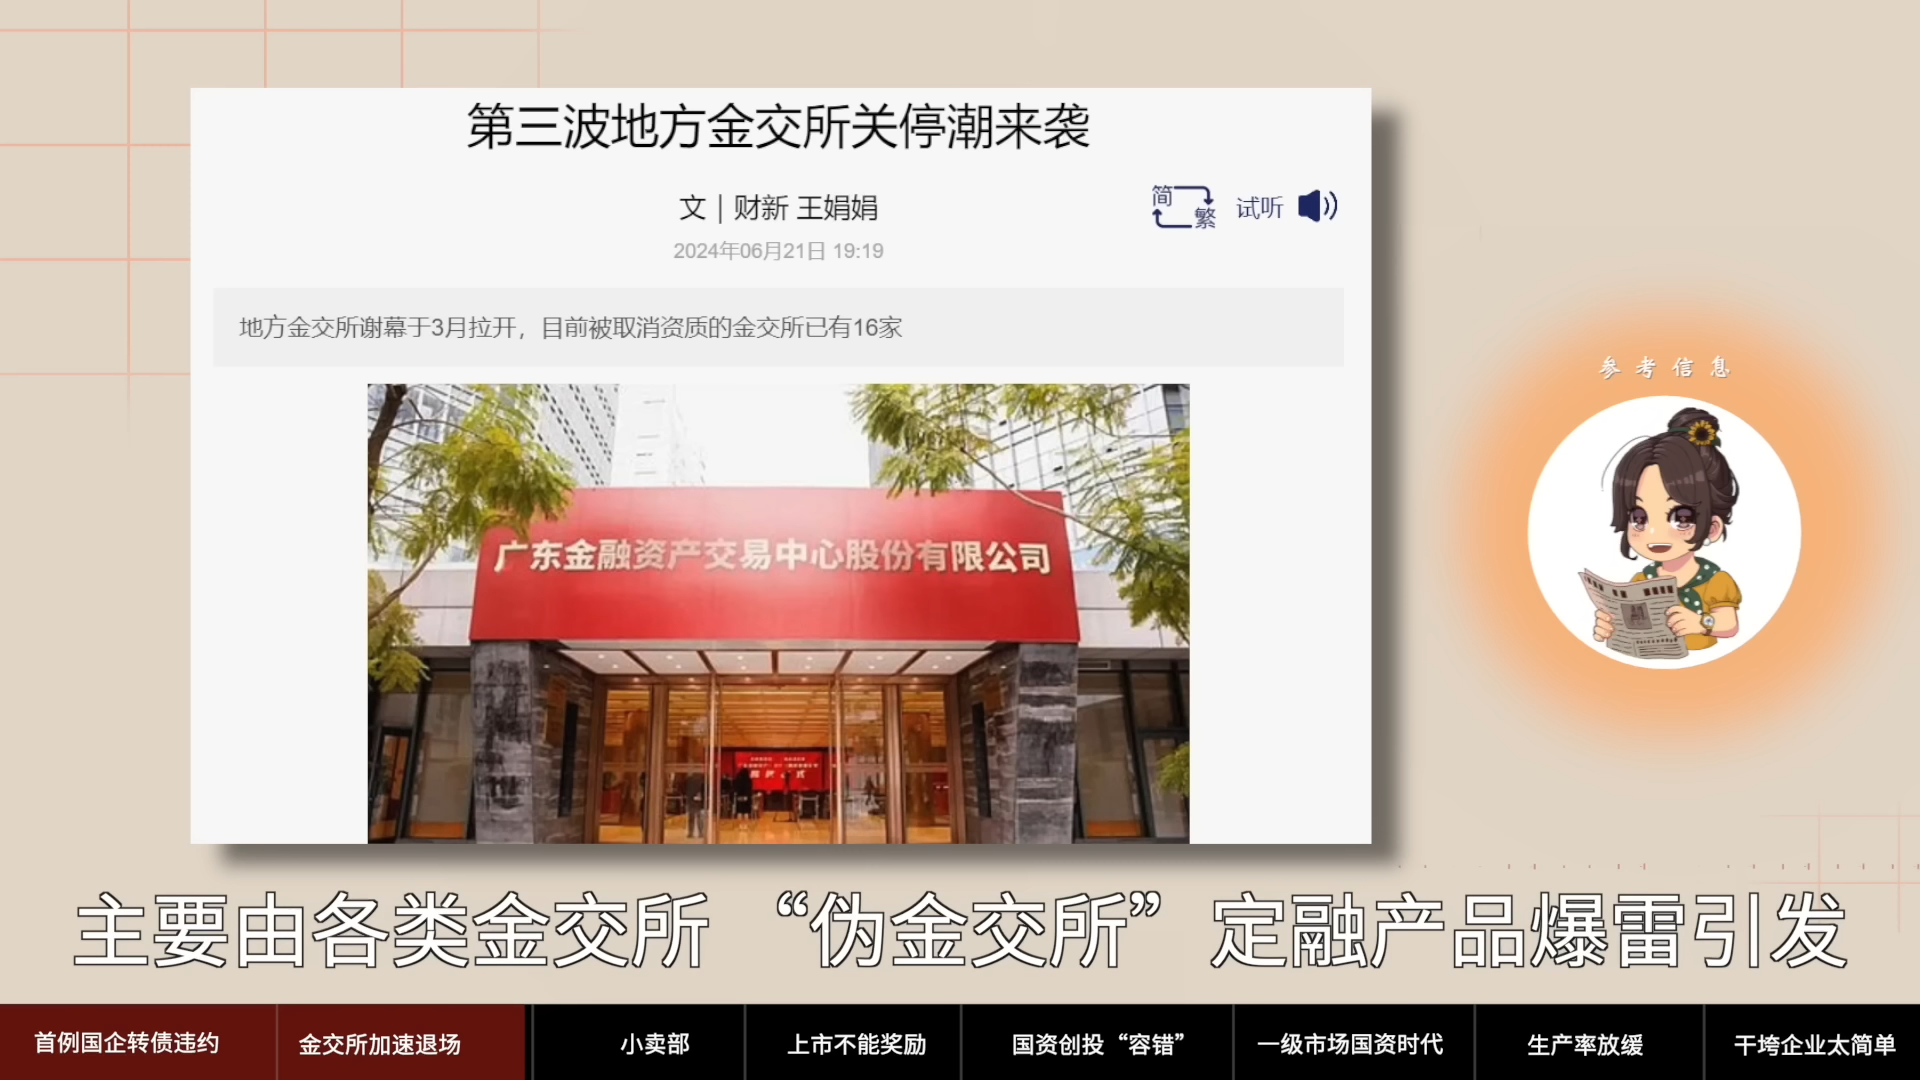 第三波地方金交所关停潮来袭
文 | 财新 王娟娟
简
繁
试听
2024年06月21日 19:19
地方金交所谢幕于3月拉开，目前被取消资质的金交所已有16家
参考信息
广东金融资产交易中心股份有限公司
主要由各类金交所 “伪金交所” 定融产品爆雷引发
首例国企转债违约
金交所加速退场
小卖部
上市不能奖励
国资创投“容错”
一级市场国资时代
生产率放缓
干垮企业太简单